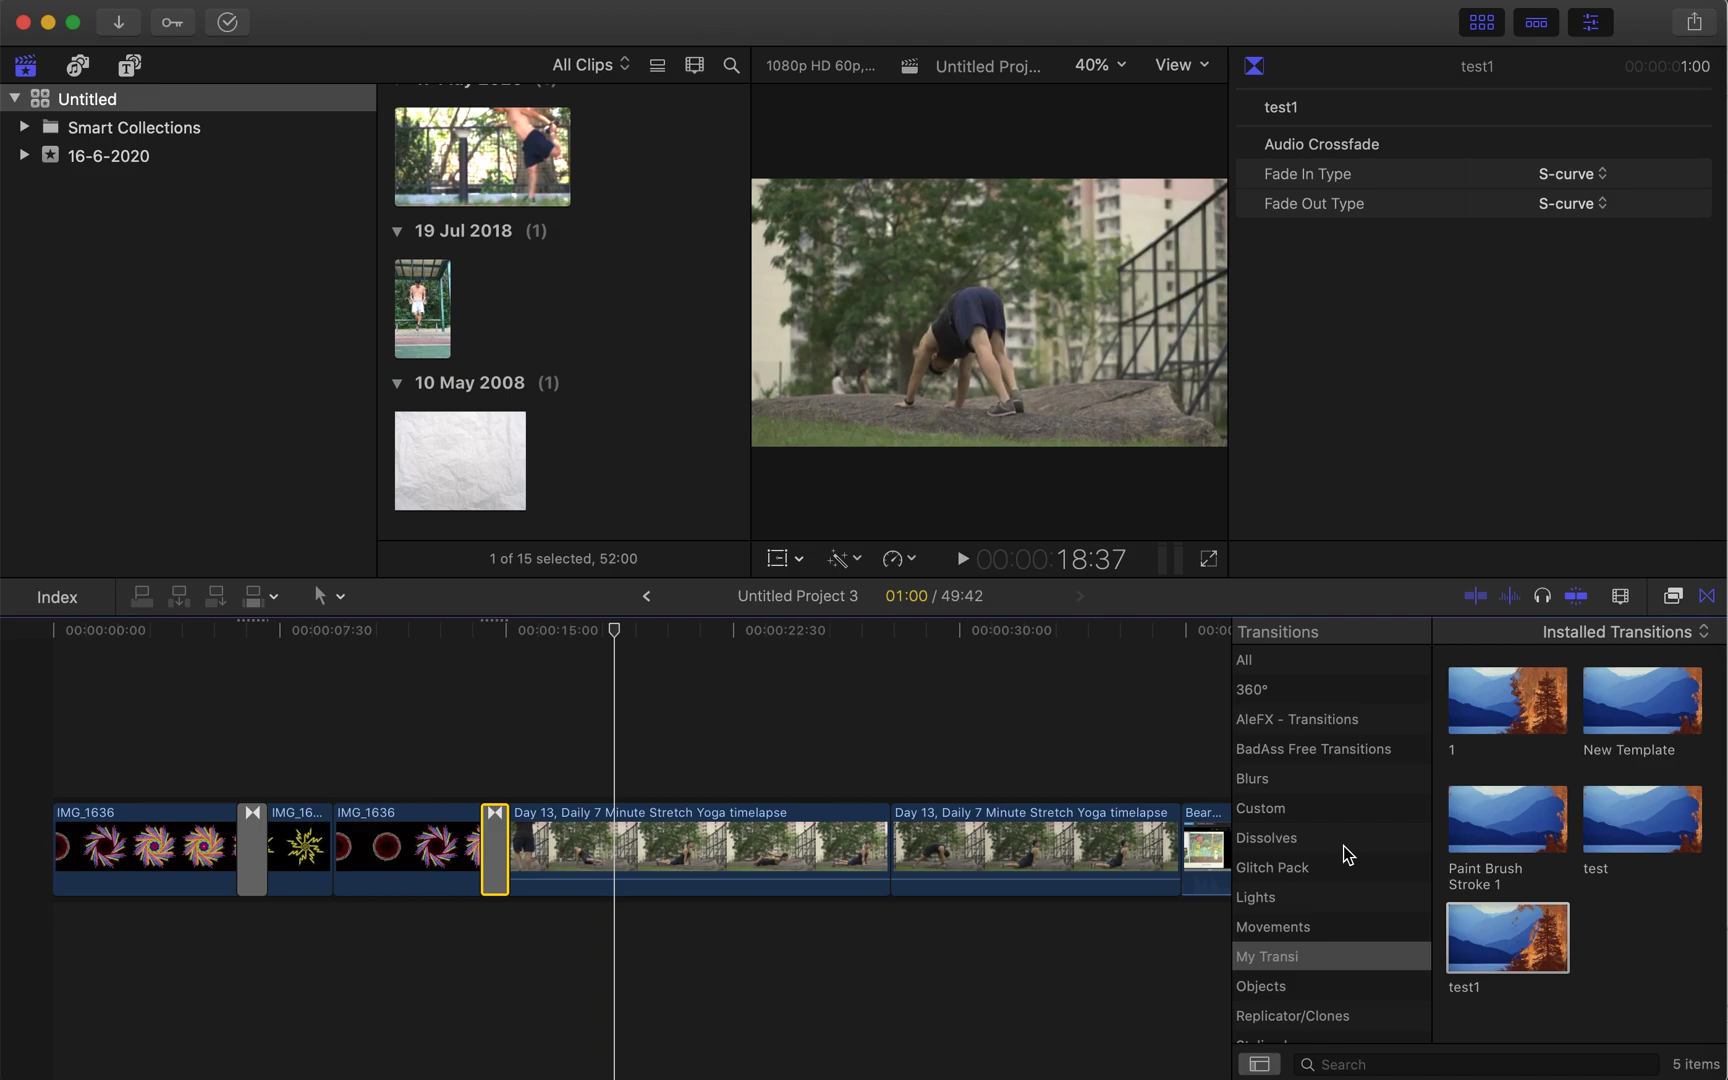 All Clips
1080p HD 60p,...
Untitled Proj...
40%
View
test1
00:00:01:00
Untitled
Smart Collections
16-6-2020
19 Jul 2018 (1)
10 May 2008 (1)
1 of 15 selected, 52:00
00:00:18:37
test1
Audio Crossfade
Fade In Type
S-curve
Fade Out Type
S-curve
Index
Untitled Project 3
01:00 / 49:42
00:00:00:00
00:00:07:30
00:00:15:00
00:00:22:30
00:00:30:00
00:0
IMG_1636
IMG_16...
IMG_1636
Day 13, Daily 7 Minute Stretch Yoga timelapse
Day 13, Daily 7 Minute Stretch Yoga timelapse
Bear...
Transitions
Installed Transitions
All
360°
AleFX - Transitions
BadAss Free Transitions
Blurs
Custom
Dissolves
Glitch Pack
Lights
Movements
My Transi
Objects
Replicator/Clones
1
New Template
Paint Brush
Stroke 1
test
test1
Search
5 items